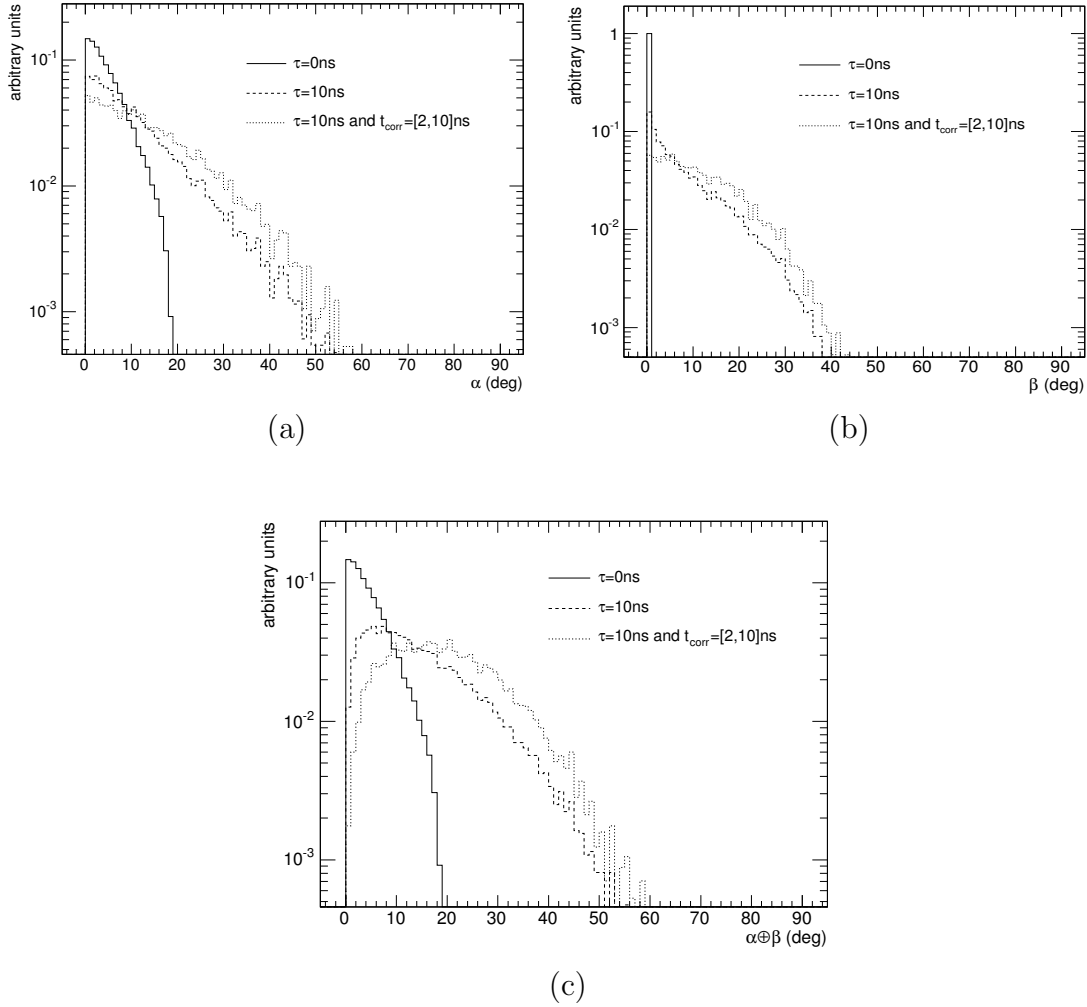 arbitrary units
10⁻¹
10⁻²
10⁻³
τ=0ns
τ=10ns
τ=10ns and t_corr=[2,10]ns
0 10 20 30 40 50 60 70 80 90
α (deg)
(a)
arbitrary units
1
10⁻¹
10⁻²
10⁻³
τ=0ns
τ=10ns
τ=10ns and t_corr=[2,10]ns
0 10 20 30 40 50 60 70 80 90
β (deg)
(b)
arbitrary units
10⁻¹
10⁻²
10⁻³
τ=0ns
τ=10ns
τ=10ns and t_corr=[2,10]ns
0 10 20 30 40 50 60 70 80 90
α⊕β (deg)
(c)